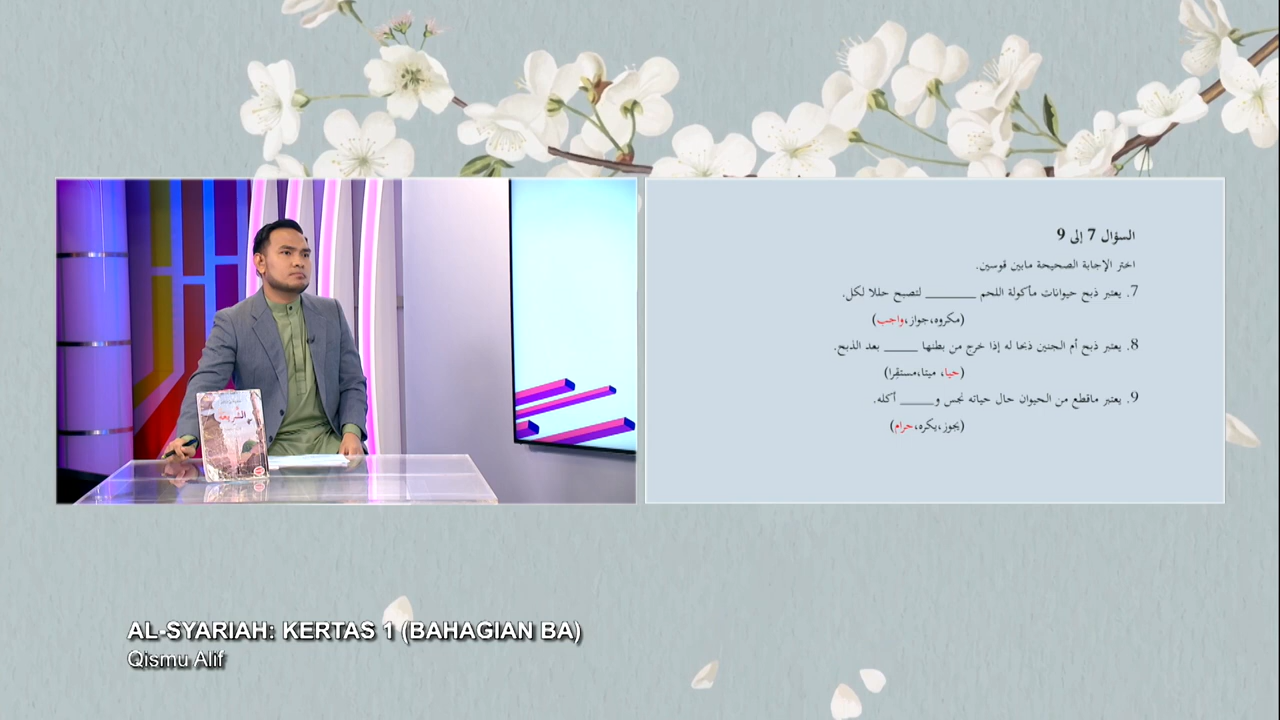 السؤال 7 إلى 9
اختر الإجابة الصحيحة مابين قوسين.
7. يعتبر ذبح حيوانات مأكولة اللحم ________ لتصبح حلالا لكل.
(مكروه،جواز،واجب)
8. يعتبر ذبح أم الجنين ذبحا له إذا خرج من بطنها _____ بعد الذبح.
(حيا، ميتا،مستقرا)
9. يعتبر ماقطع من الحيوان حال حياته نجس و_____ أكله.
(يجوز،يكره،حرام)
الشريعة
AL-SYARIAH: KERTAS 1 (BAHAGIAN BA)
Qismu Alif